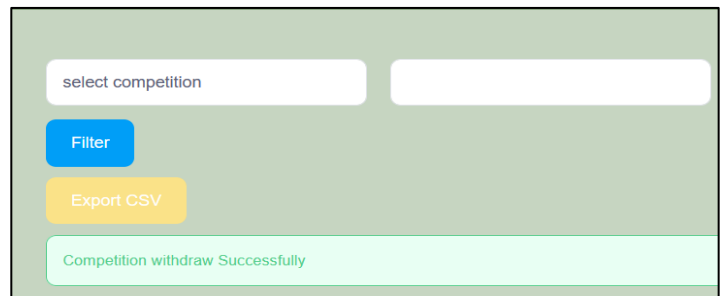 select competition
Filter
Export CSV
Competition withdraw Successfully